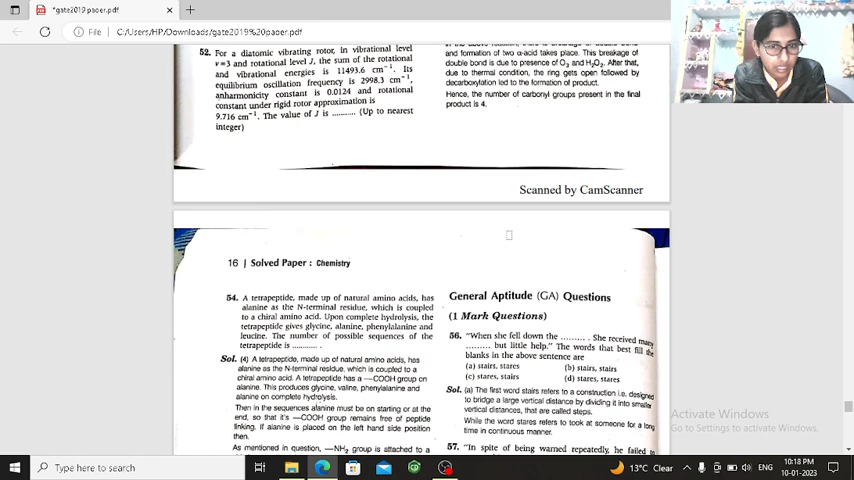 *gate2019 paoer.pdf
File
C:/Users/HP/Downloads/gate2019%20paoer.pdf
52. For a diatomic vibrating rotor, in vibrational level
v=3 and rotational level J, the sum of the rotational
and vibrational energies is 11493.6 cm⁻¹. Its
equilibrium oscillation frequency is 2998.3 cm⁻¹,
anharmonicity constant is 0.0124 and rotational
constant under rigid rotor approximation is
9.716 cm⁻¹. The value of J is ........... (Up to nearest
integer)
and formation of two α-acid takes place. This breakage of
double bond is due to presence of O₃ and H₂O₂. After that,
due to thermal condition, the ring gets open followed by
decarboxylation led to the formation of product.
Hence, the number of carbonyl groups present in the final
product is 4.
Scanned by CamScanner
16 | Solved Paper : Chemistry
54. A tetrapeptide, made up of natural amino acids, has
alanine as the N-terminal residue, which is coupled
to a chiral amino acid. Upon complete hydrolysis, the
tetrapeptide gives glycine, alanine, phenylalanine and
leucine. The number of possible sequences of the
tetrapeptide is ............ .
Sol. (4) A tetrapeptide, made up of natural amino acids, has
alanine as the N-terminal residue, which is coupled to a
chiral amino acid. A tetrapeptide has a —COOH group on
alanine. This produces glycine, valine, phenylalanine and
alanine on complete hydrolysis.
Then in the sequences alanine must be on starting or at the
end, so that it's —COOH group remains free of peptide
linking. If alanine is placed on the left hand side position
then.
As mentioned in question, —NH₂ group is attached to a
General Aptitude (GA) Questions
(1 Mark Questions)
56. "When she fell down the ......... . She received many
......... but little help." The words that best fill the
blanks in the above sentence are
(a) stairs, stares (b) stairs, stairs
(c) stares, stairs (d) stares, stares
Sol. (a) The first word stairs refers to a construction i.e. designed
to bridge a large vertical distance by dividing it into smaller
vertical distances, that are called steps.
While the word stares refers to took at someone for a long
time in continuous manner.
57. "In spite of being warned repeatedly, he failed to
Activate Windows
Go to Settings to activate Windows.
Type here to search
13°C Clear
ENG
10:18 PM
10-01-2023